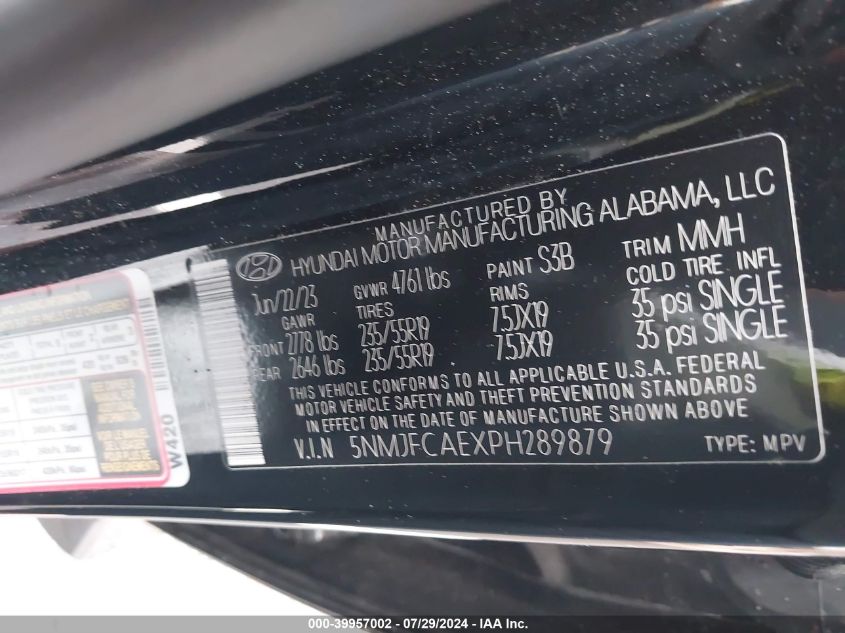 MANUFACTURED BY
HYUNDAI MOTOR MANUFACTURING ALABAMA, LLC
Jun/22/23 GVWR 4761 lbs PAINT S3B TRIM MMH
GAWR TIRES RIMS COLD TIRE INFL
FRONT 2778 lbs 235/55R19 7.5JX19 35 psi SINGLE
REAR 2646 lbs 235/55R19 7.5JX19 35 psi SINGLE
THIS VEHICLE CONFORMS TO ALL APPLICABLE U.S.A. FEDERAL
MOTOR VEHICLE SAFETY AND THEFT PREVENTION STANDARDS
IN EFFECT ON THE DATE OF MANUFACTURE SHOWN ABOVE
V.I.N 5NMJFCAEXPH289879 TYPE: MPV
W420
000-39957002 - 07/29/2024 - IAA, Inc.